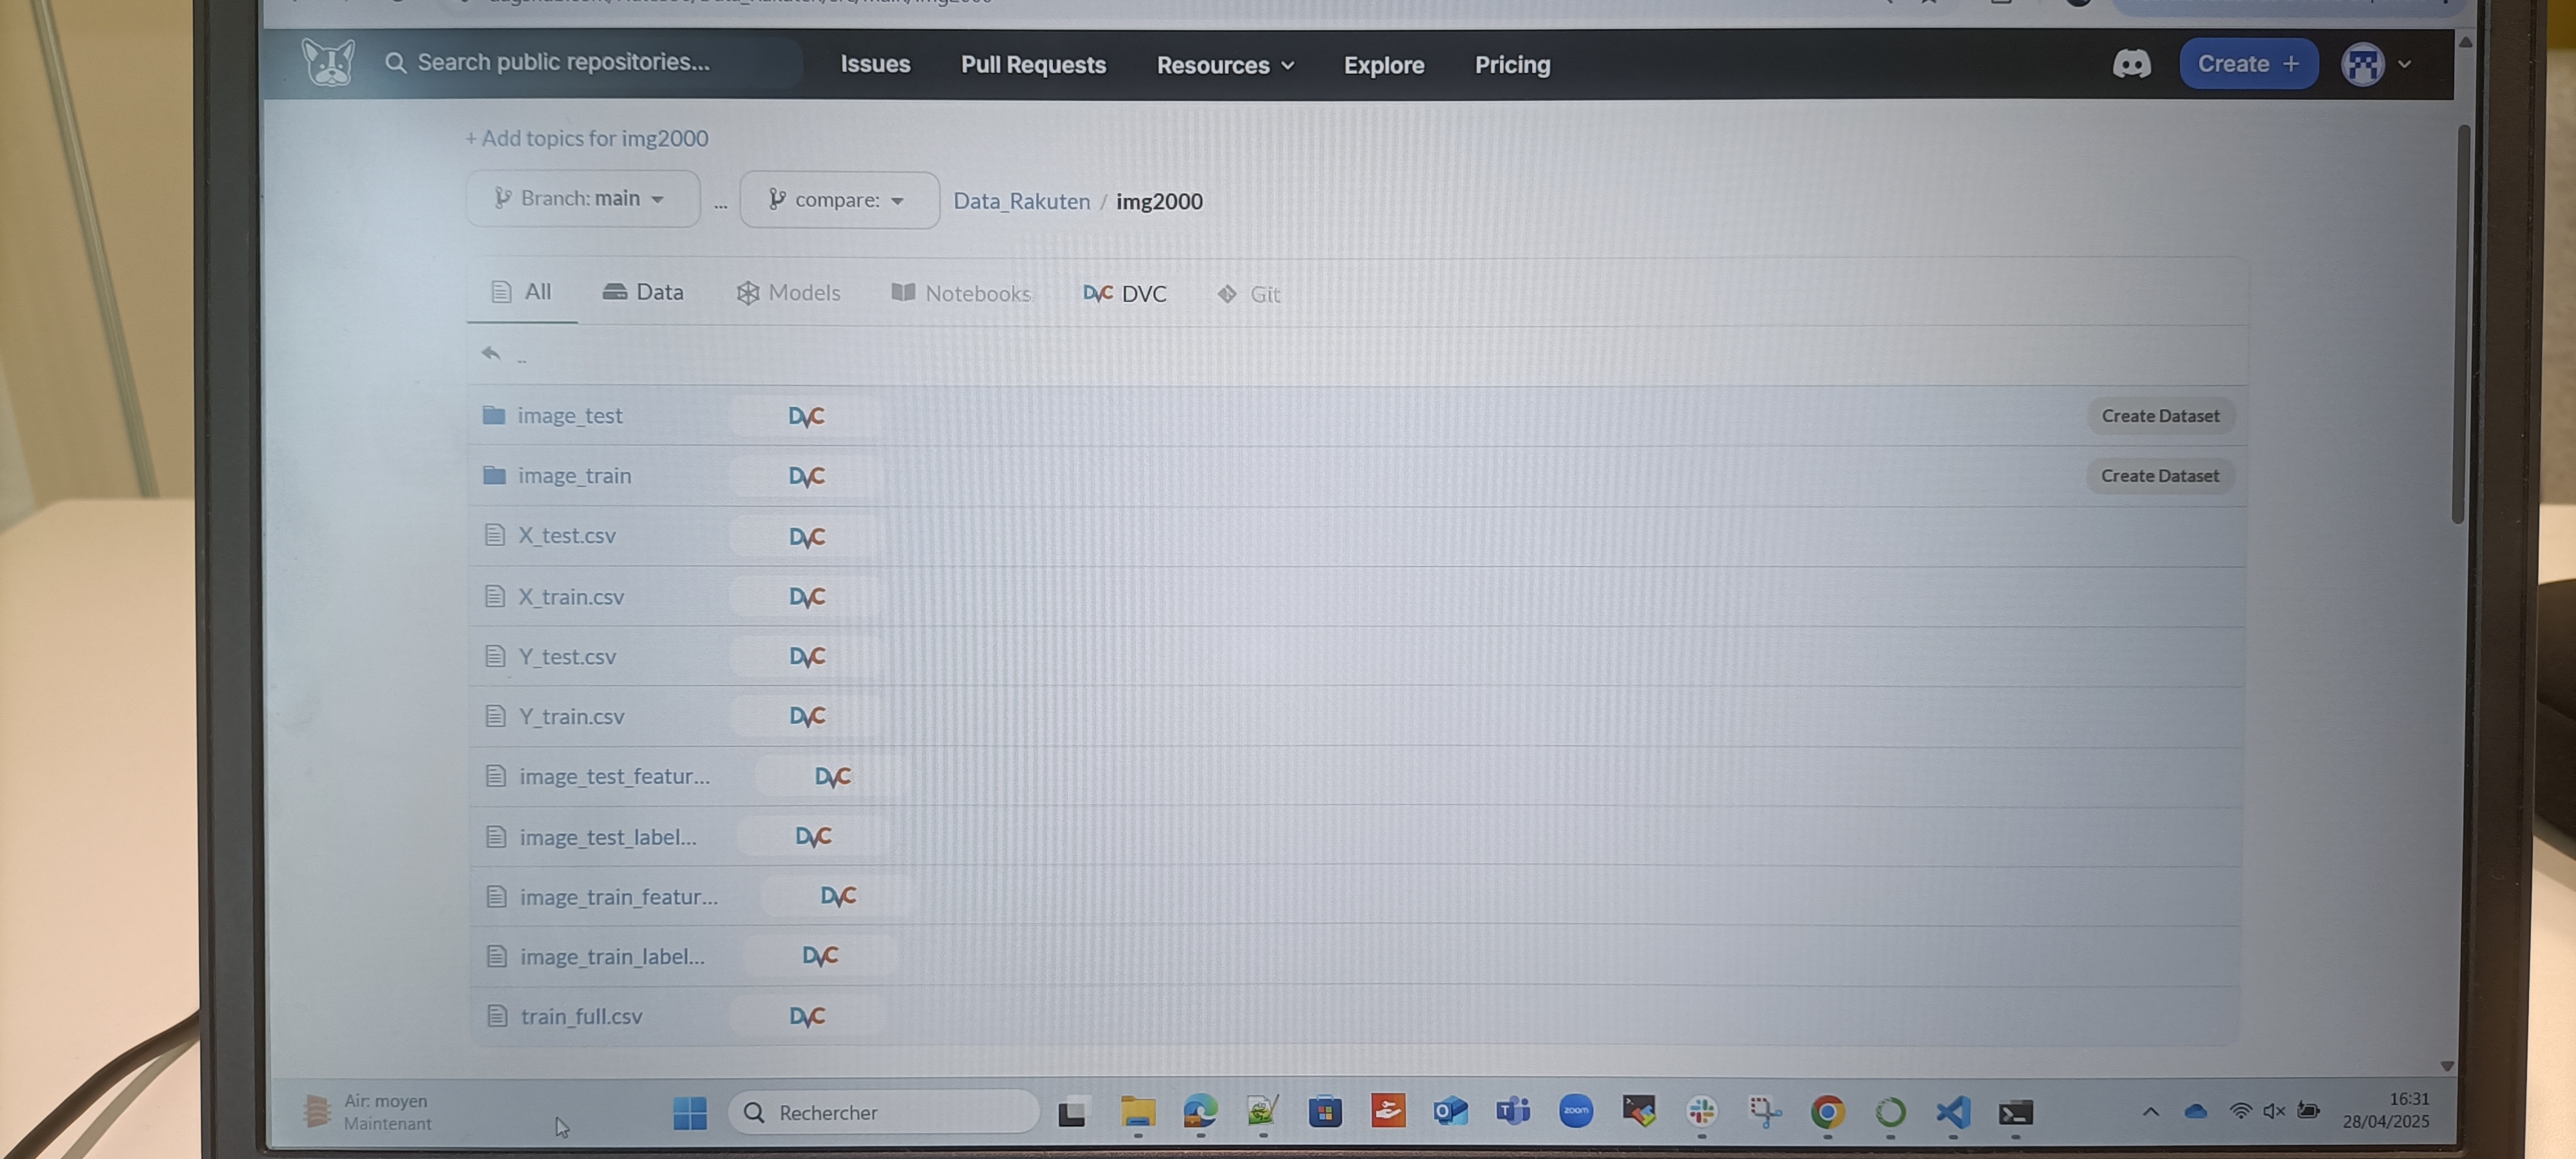 Search public repositories...
Issues
Pull Requests
Resources
Explore
Pricing
Create +
+ Add topics for img2000
Branch: main
...
compare:
Data_Rakuten / img2000
All
Data
Models
Notebooks
DVC DVC
Git
..
image_test DVC Create Dataset
image_train DVC Create Dataset
X_test.csv DVC
X_train.csv DVC
Y_test.csv DVC
Y_train.csv DVC
image_test_featur... DVC
image_test_label... DVC
image_train_featur... DVC
image_train_label... DVC
train_full.csv DVC
Air: moyen
Maintenant
Rechercher
zoom
16:31
28/04/2025